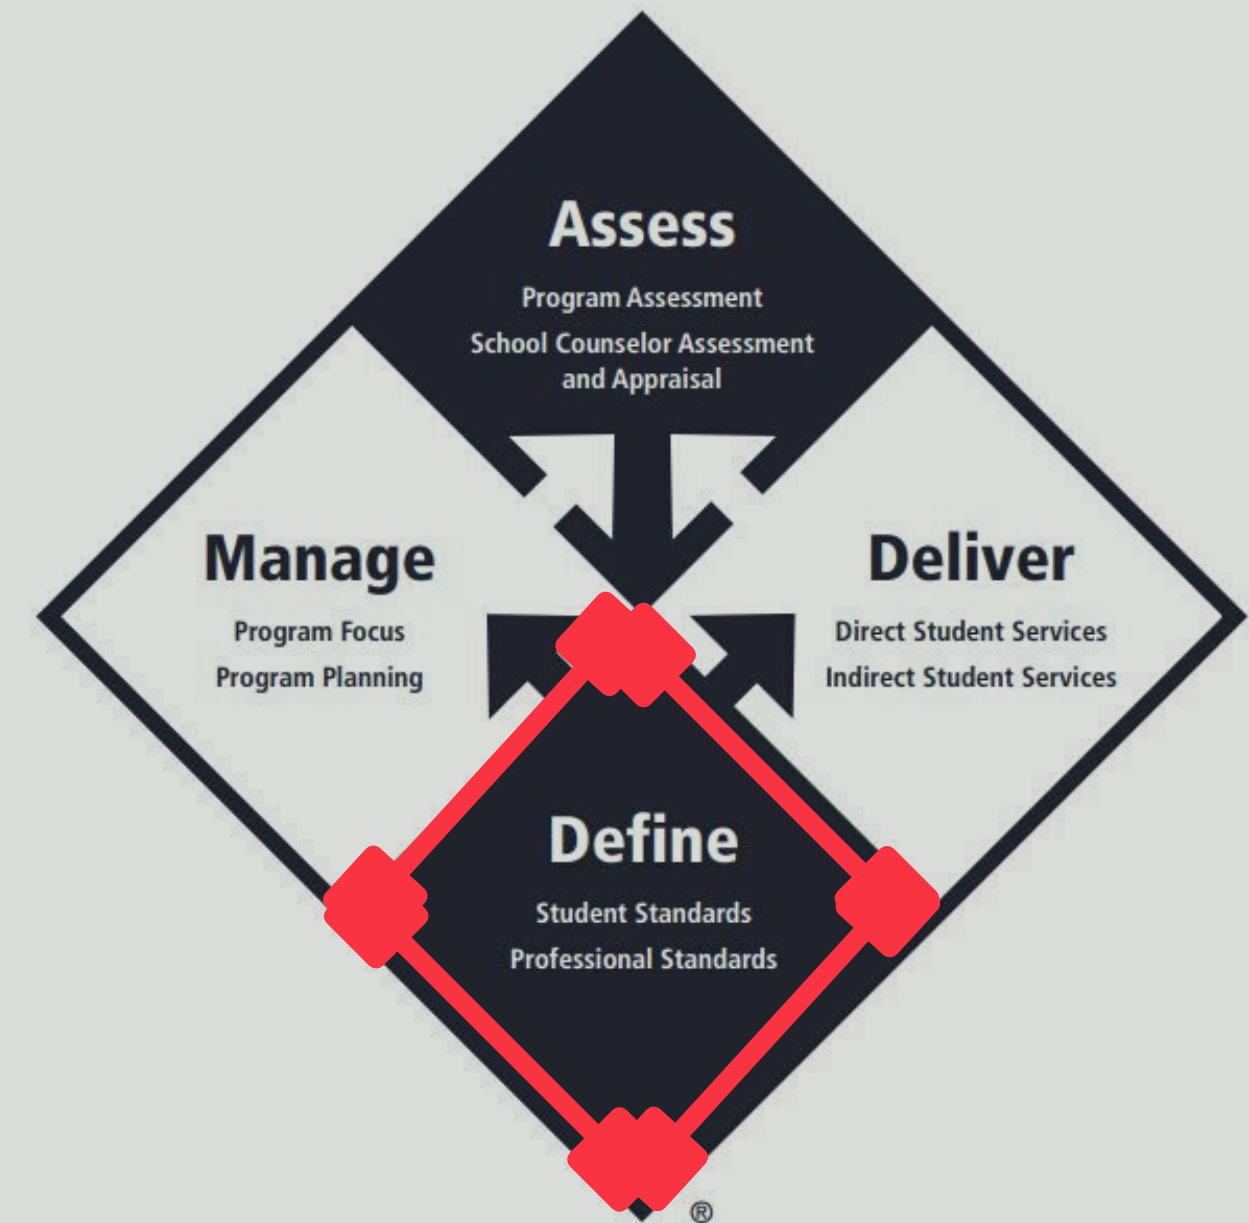 Assess
Program Assessment
School Counselor Assessment
and Appraisal
Manage
Program Focus
Program Planning
Deliver
Direct Student Services
Indirect Student Services
Define
Student Standards
Professional Standards
®